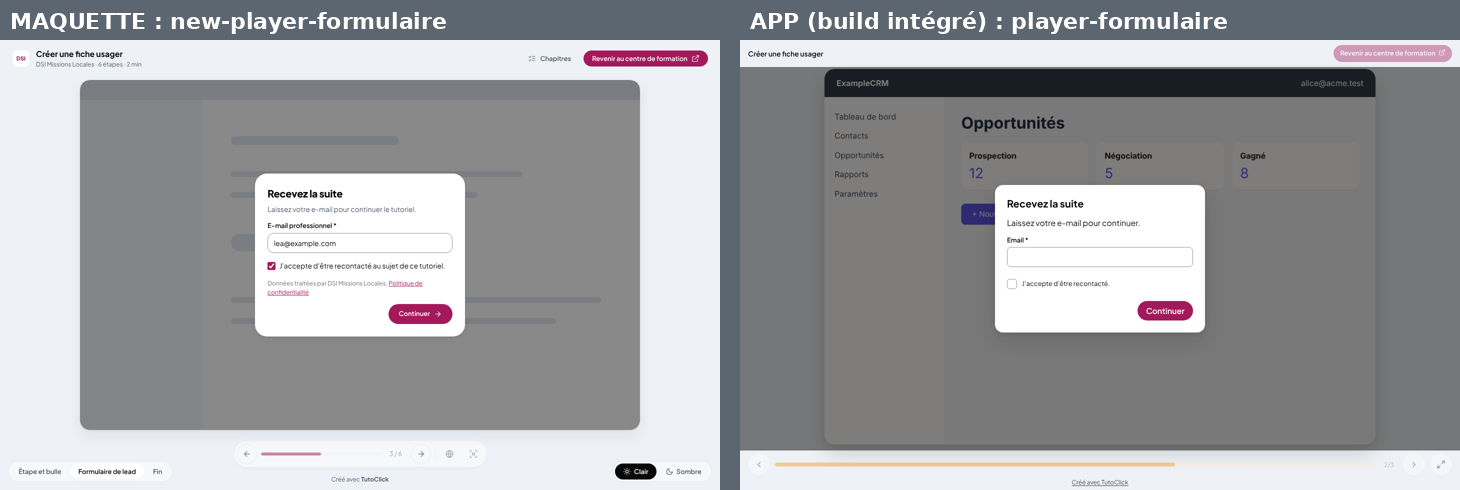 MAQUETTE : new-player-formulaire
DSI
Créer une fiche usager
DSI Missions Locales · 6 étapes · 2 min
Chapitres
Revenir au centre de formation
Recevez la suite
Laissez votre e-mail pour continuer le tutoriel.
E-mail professionnel *
lea@example.com
J'accepte d'être recontacté au sujet de ce tutoriel.
Données traitées par DSI Missions Locales. Politique de
confidentialité
Continuer
3 / 6
Étape et bulle
Formulaire de lead
Fin
Clair
Sombre
Créé avec TutoClick
APP (build intégré) : player-formulaire
Créer une fiche usager
Revenir au centre de formation
ExampleCRM
alice@acme.test
Tableau de bord
Contacts
Opportunités
Rapports
Paramètres
Opportunités
Prospection
12
Négociation
5
Gagné
8
+ Nou
Recevez la suite
Laissez votre e-mail pour continuer.
Email *
J'accepte d'être recontacté.
Continuer
2/3
Créé avec TutoClick